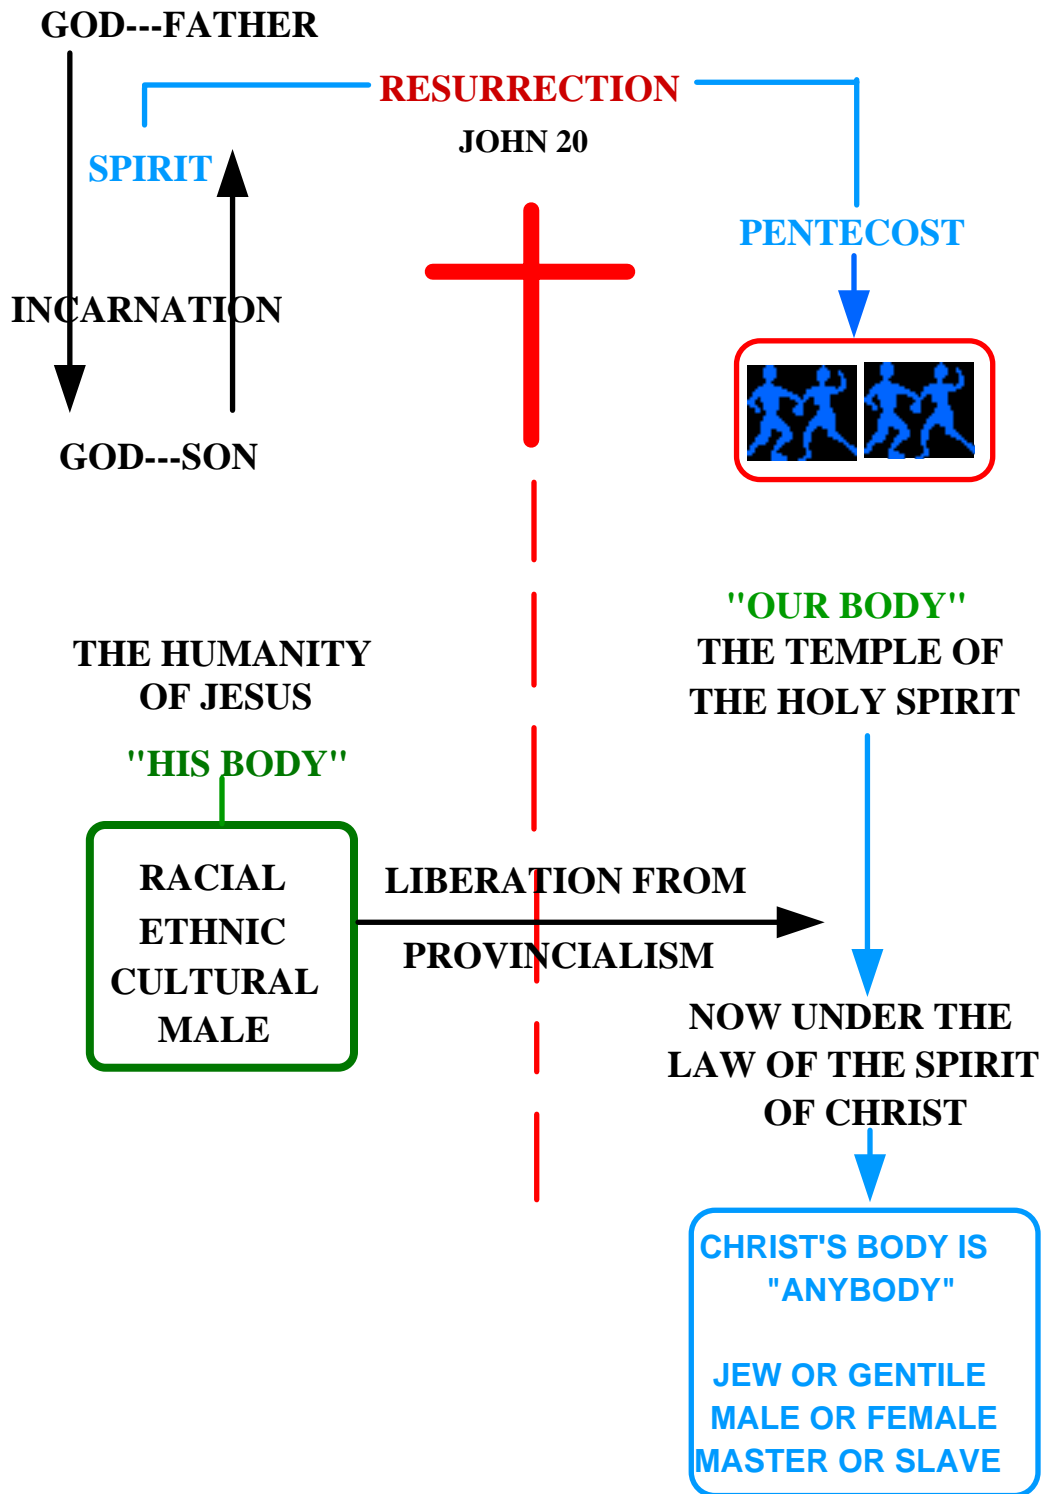 GOD---FATHER
RESURRECTION
JOHN 20
SPIRIT
PENTECOST
INCARNATION
GOD---SON
"OUR BODY"
THE TEMPLE OF
THE HOLY SPIRIT
THE HUMANITY
OF JESUS
"HIS BODY"
RACIAL
ETHNIC
CULTURAL
MALE
LIBERATION FROM
PROVINCIALISM
NOW UNDER THE
LAW OF THE SPIRIT
OF CHRIST
CHRIST'S BODY IS
"ANYBODY"
JEW OR GENTILE
MALE OR FEMALE
MASTER OR SLAVE